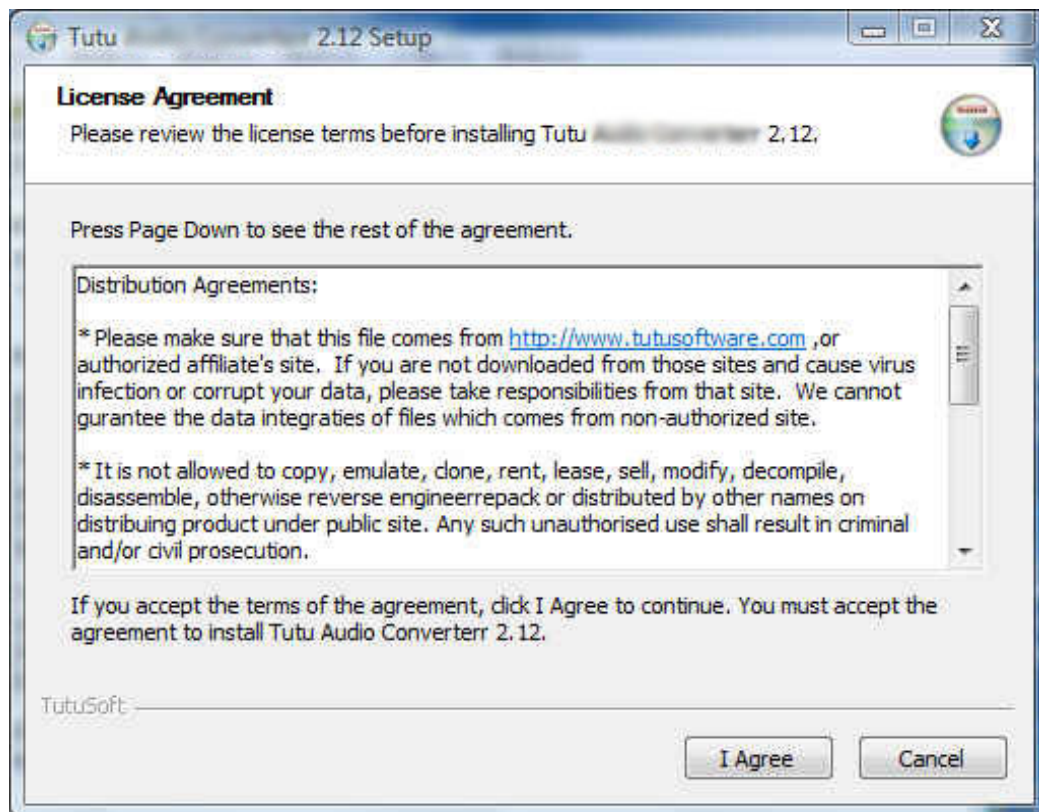 Tutu 2.12 Setup
License Agreement
Please review the license terms before installing Tutu 2.12.
Press Page Down to see the rest of the agreement.
Distribution Agreements:
* Please make sure that this file comes from http://www.tutusoftware.com ,or
authorized affiliate's site.  If you are not downloaded from those sites and cause virus
infection or corrupt your data, please take responsibilities from that site.  We cannot
gurantee the data integraties of files which comes from non-authorized site.
* It is not allowed to copy, emulate, clone, rent, lease, sell, modify, decompile,
disassemble, otherwise reverse engineerrepack or distributed by other names on
distribuing product under public site. Any such unauthorised use shall result in criminal
and/or civil prosecution.
If you accept the terms of the agreement, click I Agree to continue. You must accept the
agreement to install Tutu Audio Converterr 2.12.
TutuSoft
I Agree
Cancel